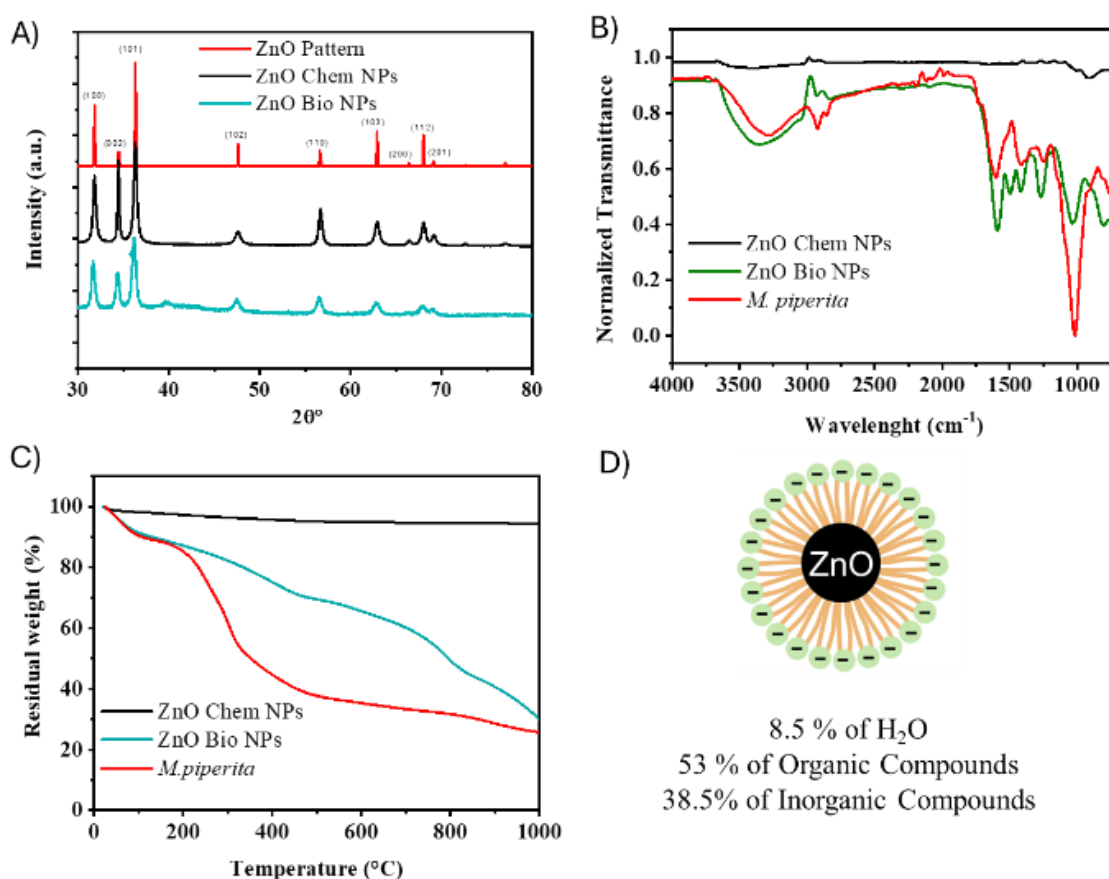 A)
ZnO Pattern
ZnO Chem NPs
ZnO Bio NPs
(100)
(002)
(101)
(102)
(110)
(103)
(200)
(112)
(201)
Intensity (a.u.)
30 40 50 60 70 80
2θº
B)
1.0
0.8
0.6
0.4
0.2
0.0
Normalized Transmittance
ZnO Chem NPs
ZnO Bio NPs
M. piperita
4000 3500 3000 2500 2000 1500 1000
Wavelenght (cm⁻¹)
C)
100
80
60
40
20
0
Residual weight (%)
ZnO Chem NPs
ZnO Bio NPs
M.piperita
0 200 400 600 800 1000
Temperature (°C)
D)
ZnO
8.5 % of H₂O
53 % of Organic Compounds
38.5% of Inorganic Compounds